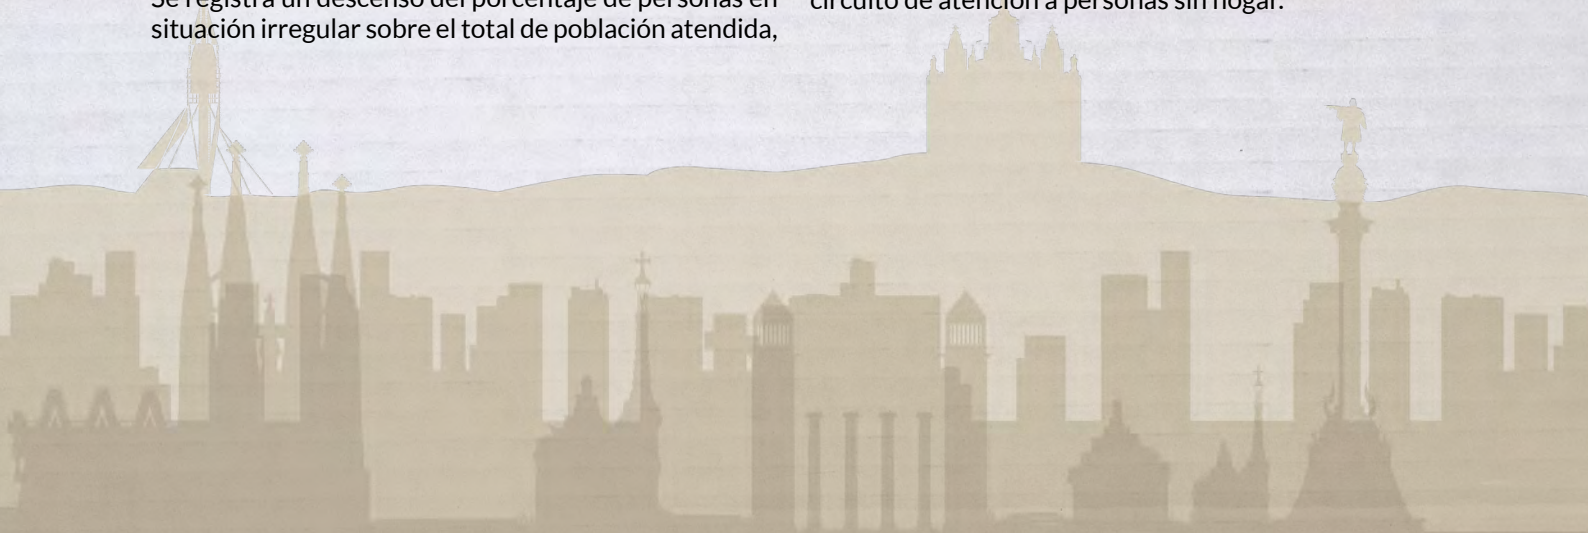 Se registra un descenso del porcentaje de personas en
situación irregular sobre el total de población atendida,
circuito de atención a personas sin hogar.